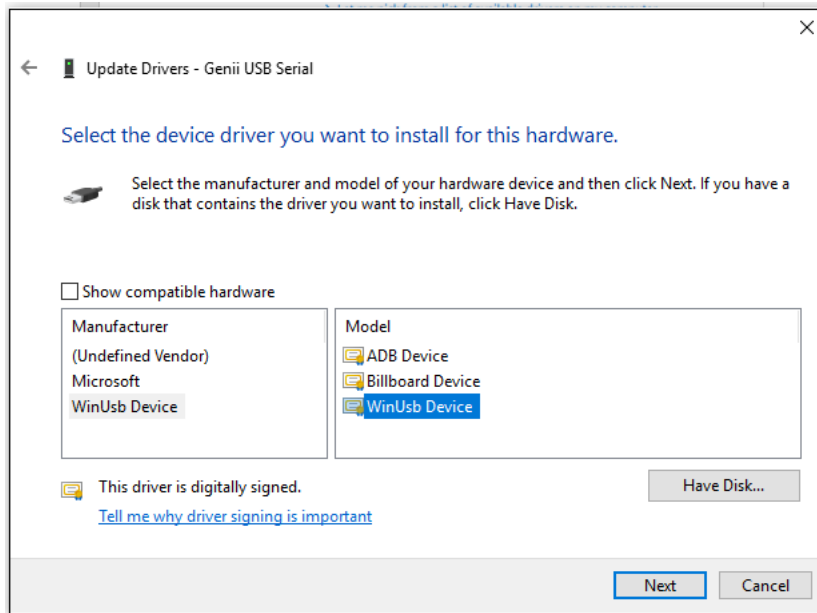 Update Drivers - Genii USB Serial
Select the device driver you want to install for this hardware.
Select the manufacturer and model of your hardware device and then click Next. If you have a
disk that contains the driver you want to install, click Have Disk.
Show compatible hardware
Manufacturer
(Undefined Vendor)
Microsoft
WinUsb Device
Model
ADB Device
Billboard Device
WinUsb Device
This driver is digitally signed.
Have Disk...
Tell me why driver signing is important
Next
Cancel